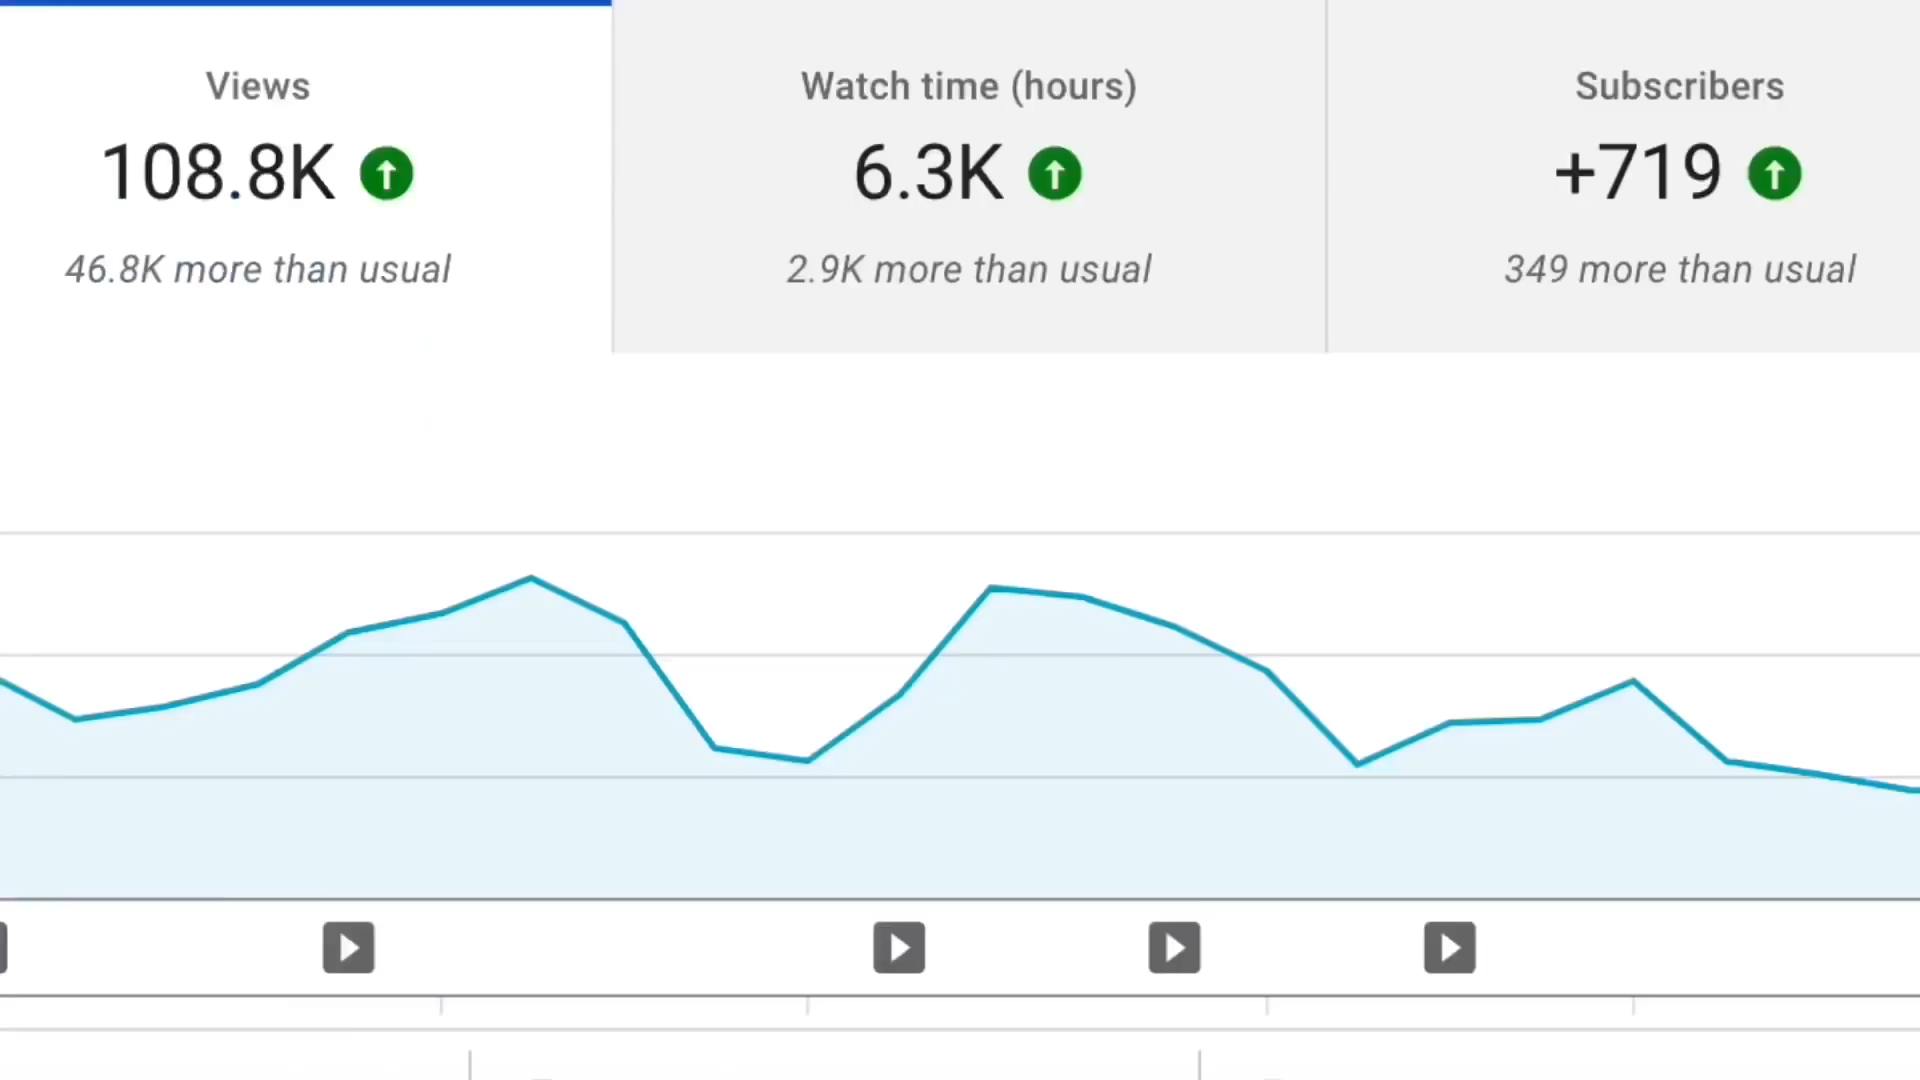 Views
108.8K
46.8K more than usual
Watch time (hours)
6.3K
2.9K more than usual
Subscribers
+719
349 more than usual